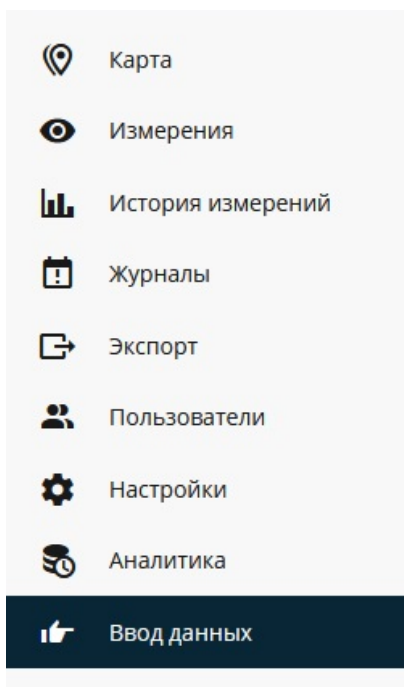 Карта
Измерения
История измерений
Журналы
Экспорт
Пользователи
Настройки
Аналитика
Ввод данных